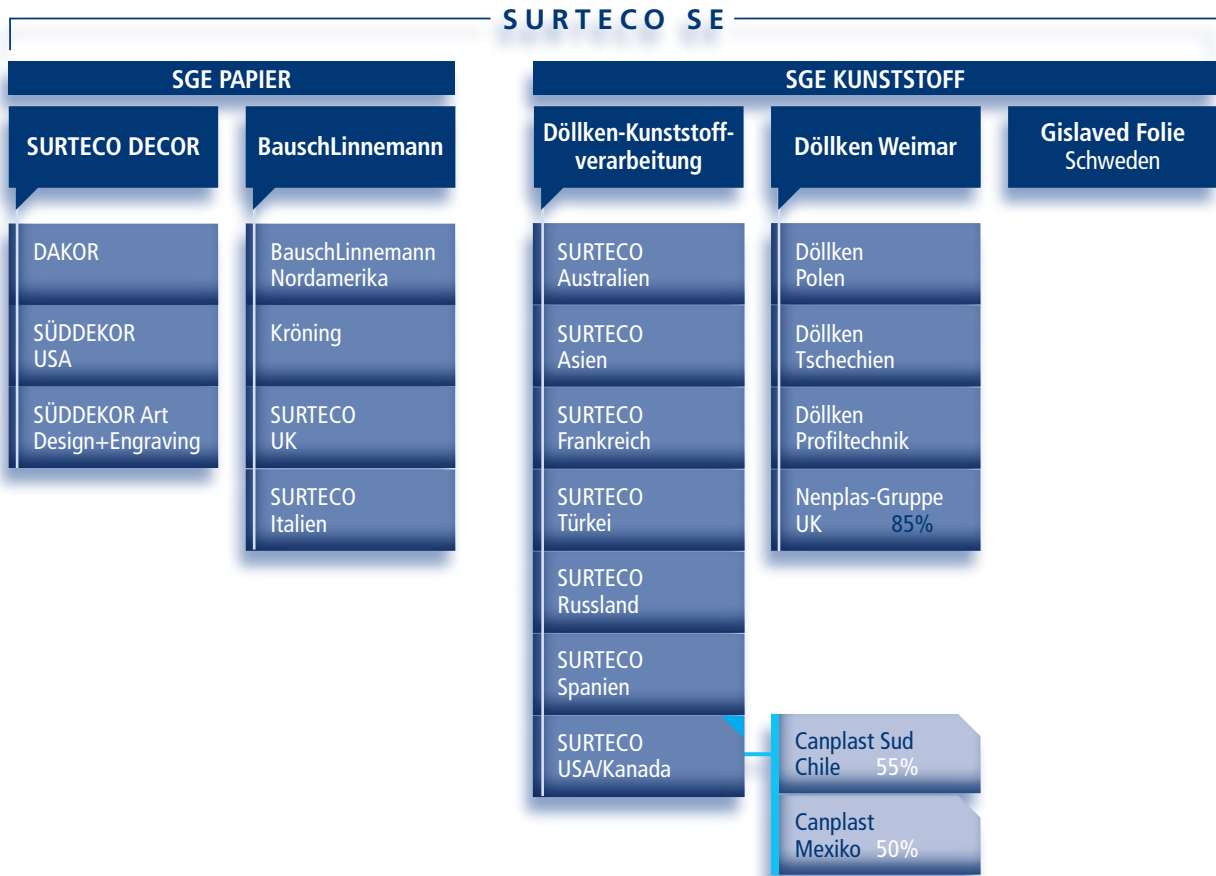 SURTECO SE
SGE PAPIER
SURTECO DECOR
DAKOR
SÜDDEKOR
USA
SÜDDEKOR Art
Design+Engraving
BauschLinnemann
BauschLinnemann
Nordamerika
Kröning
SURTECO
UK
SURTECO
Italien
SGE KUNSTSTOFF
Döllken-Kunststoff-
verarbeitung
SURTECO
Australien
SURTECO
Asien
SURTECO
Frankreich
SURTECO
Türkei
SURTECO
Russland
SURTECO
Spanien
SURTECO
USA/Kanada
Canplast Sud
Chile 55%
Canplast
Mexiko 50%
Döllken Weimar
Döllken
Polen
Döllken
Tschechien
Döllken
Profiltechnik
Nenplas-Gruppe
UK 85%
Gislaved Folie
Schweden